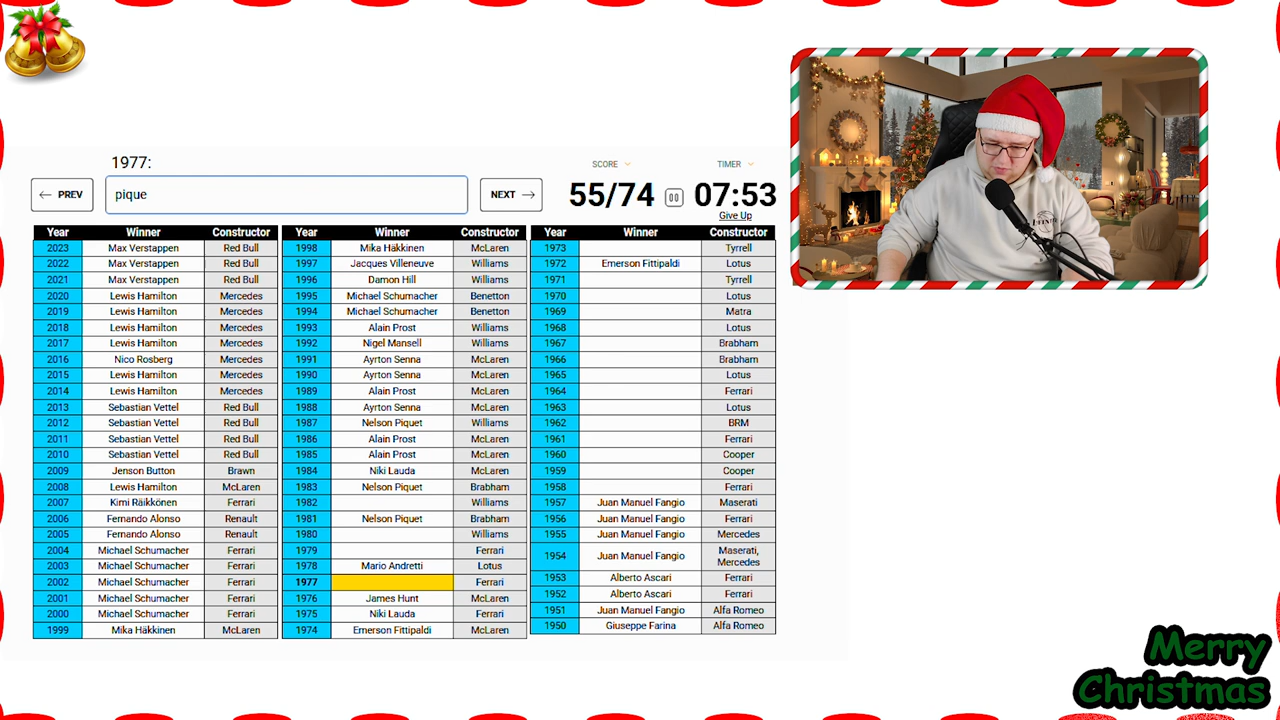 1977:
← PREV
pique
NEXT →
SCORE
55/74
TIMER
07:53
Give Up
Year Winner Constructor
2023 Max Verstappen Red Bull
2022 Max Verstappen Red Bull
2021 Max Verstappen Red Bull
2020 Lewis Hamilton Mercedes
2019 Lewis Hamilton Mercedes
2018 Lewis Hamilton Mercedes
2017 Lewis Hamilton Mercedes
2016 Nico Rosberg Mercedes
2015 Lewis Hamilton Mercedes
2014 Lewis Hamilton Mercedes
2013 Sebastian Vettel Red Bull
2012 Sebastian Vettel Red Bull
2011 Sebastian Vettel Red Bull
2010 Sebastian Vettel Red Bull
2009 Jenson Button Brawn
2008 Lewis Hamilton McLaren
2007 Kimi Räikkönen Ferrari
2006 Fernando Alonso Renault
2005 Fernando Alonso Renault
2004 Michael Schumacher Ferrari
2003 Michael Schumacher Ferrari
2002 Michael Schumacher Ferrari
2001 Michael Schumacher Ferrari
2000 Michael Schumacher Ferrari
1999 Mika Häkkinen McLaren
Year Winner Constructor
1998 Mika Häkkinen McLaren
1997 Jacques Villeneuve Williams
1996 Damon Hill Williams
1995 Michael Schumacher Benetton
1994 Michael Schumacher Benetton
1993 Alain Prost Williams
1992 Nigel Mansell Williams
1991 Ayrton Senna McLaren
1990 Ayrton Senna McLaren
1989 Alain Prost McLaren
1988 Ayrton Senna McLaren
1987 Nelson Piquet Williams
1986 Alain Prost McLaren
1985 Alain Prost McLaren
1984 Niki Lauda McLaren
1983 Nelson Piquet Brabham
1982 Williams
1981 Nelson Piquet Brabham
1980 Williams
1979 Ferrari
1978 Mario Andretti Lotus
1977 Ferrari
1976 James Hunt McLaren
1975 Niki Lauda Ferrari
1974 Emerson Fittipaldi McLaren
Year Winner Constructor
1973 Tyrrell
1972 Emerson Fittipaldi Lotus
1971 Tyrrell
1970 Lotus
1969 Matra
1968 Lotus
1967 Brabham
1966 Brabham
1965 Lotus
1964 Ferrari
1963 Lotus
1962 BRM
1961 Ferrari
1960 Cooper
1959 Cooper
1958 Ferrari
1957 Juan Manuel Fangio Maserati
1956 Juan Manuel Fangio Ferrari
1955 Juan Manuel Fangio Mercedes
1954 Juan Manuel Fangio Maserati,
Mercedes
1953 Alberto Ascari Ferrari
1952 Alberto Ascari Ferrari
1951 Juan Manuel Fangio Alfa Romeo
1950 Giuseppe Farina Alfa Romeo
Merry
Christmas